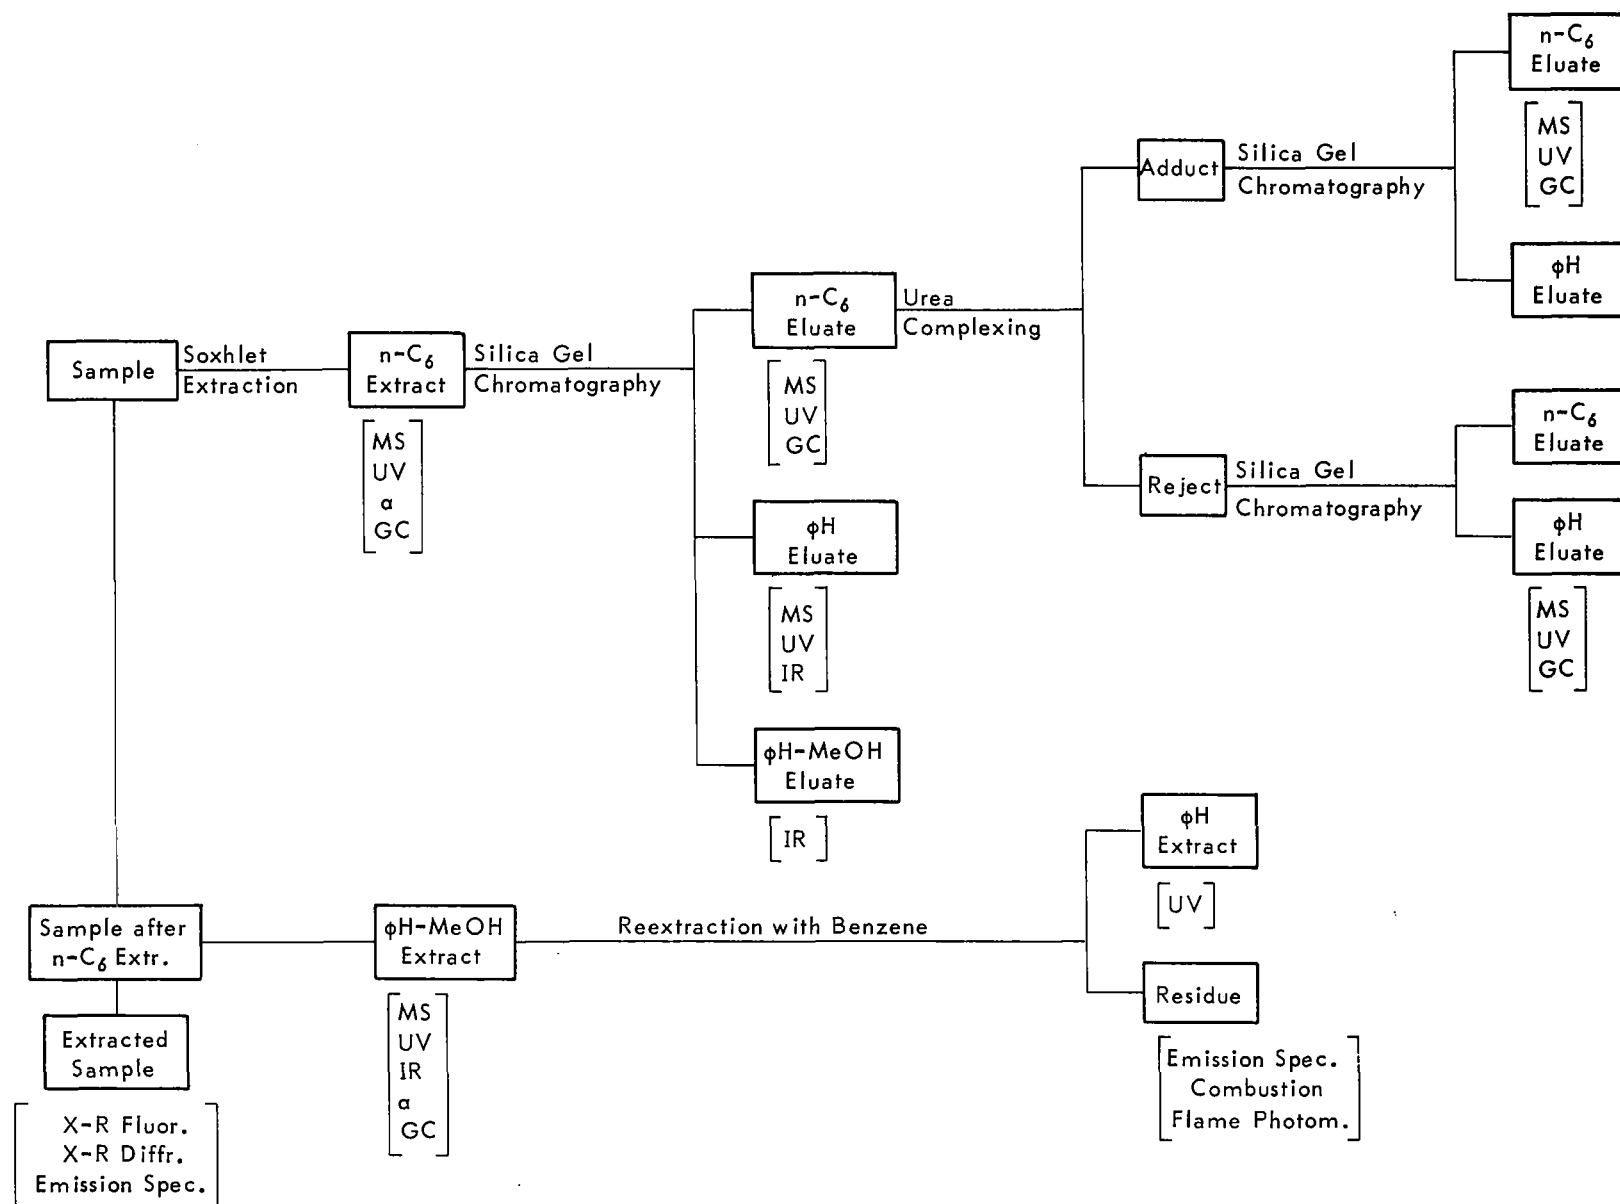 Sample
Soxhlet
Extraction
n-C₆
Extract
MS
UV
α
GC
Silica Gel
Chromatography
n-C₆
Eluate
MS
UV
GC
ϕH
Eluate
MS
UV
IR
ϕH-MeOH
Eluate
IR
Urea
Complexing
Adduct
Silica Gel
Chromatography
n-C₆
Eluate
MS
UV
GC
ϕH
Eluate
Reject
Silica Gel
Chromatography
n-C₆
Eluate
ϕH
Eluate
MS
UV
GC
Sample after
n-C₆ Extr.
Extracted
Sample
X-R Fluor.
X-R Diffr.
Emission Spec.
ϕH-MeOH
Extract
MS
UV
IR
α
GC
Reextraction with Benzene
ϕH
Extract
UV
Residue
Emission Spec.
Combustion
Flame Photom.